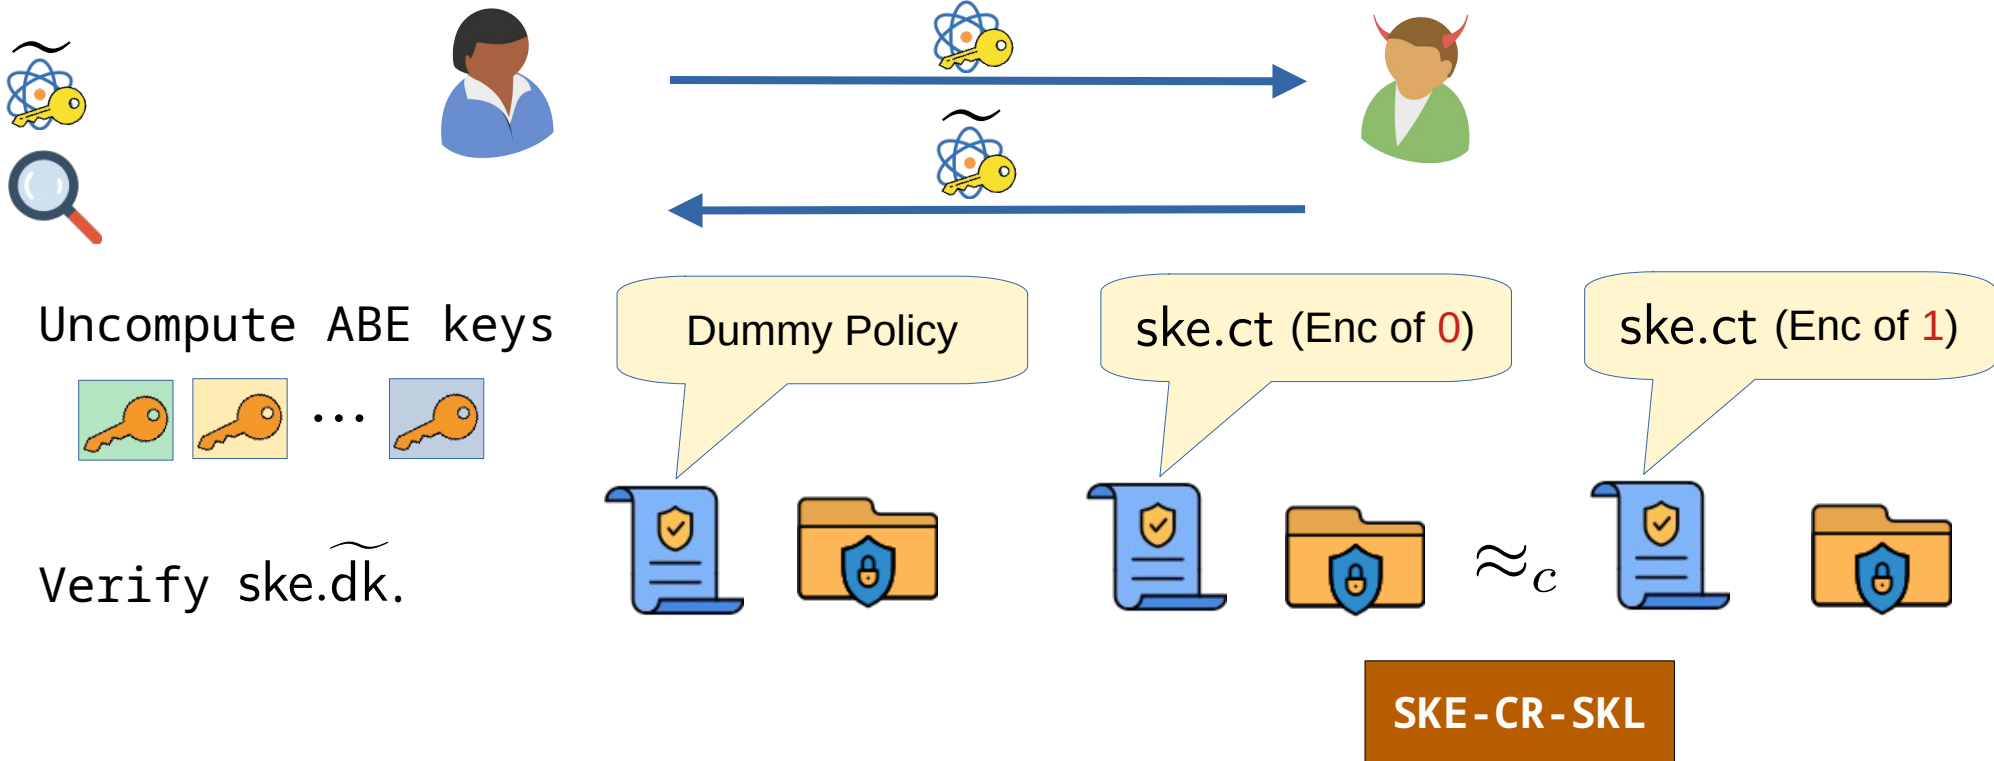 Uncompute ABE keys
...
Verify ske.d͠k.
Dummy Policy
ske.ct (Enc of 0)
ske.ct (Enc of 1)
≈c
SKE-CR-SKL